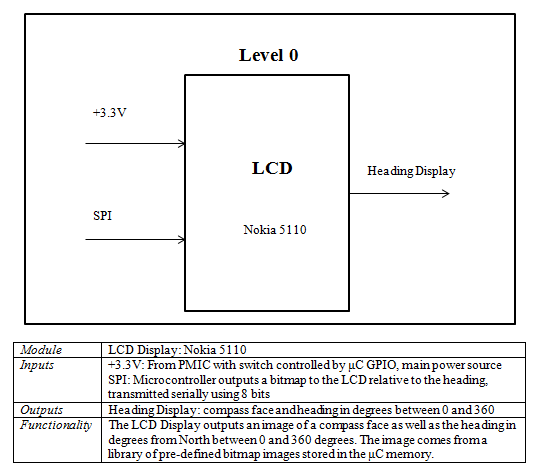 Level 0
+3.3V
LCD
Heading Display
SPI
Nokia 5110
Module LCD Display: Nokia 5110
Inputs +3.3V: From PMIC with switch controlled by µC GPIO, main power source
SPI: Microcontroller outputs a bitmap to the LCD relative to the heading,
transmitted serially using 8 bits
Outputs Heading Display: compass face and heading in degrees between 0 and 360
Functionality The LCD Display outputs an image of a compass face as well as the heading in
degrees from North between 0 and 360 degrees. The image comes from a
library of pre-defined bitmap images stored in the µC memory.